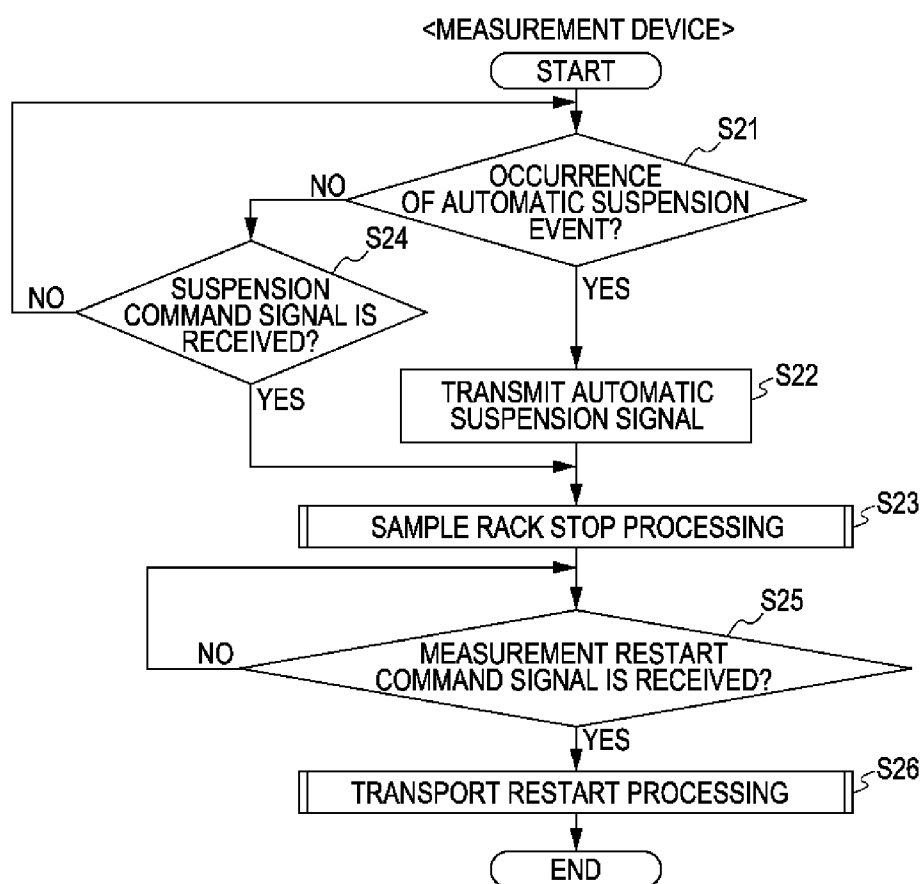 <MEASUREMENT DEVICE>
START
S21
OCCURRENCE
OF AUTOMATIC SUSPENSION
EVENT?
NO
YES
S24
SUSPENSION
COMMAND SIGNAL IS
RECEIVED?
NO
YES
S22
TRANSMIT AUTOMATIC
SUSPENSION SIGNAL
S23
SAMPLE RACK STOP PROCESSING
S25
MEASUREMENT RESTART
COMMAND SIGNAL IS RECEIVED?
NO
YES
S26
TRANSPORT RESTART PROCESSING
END